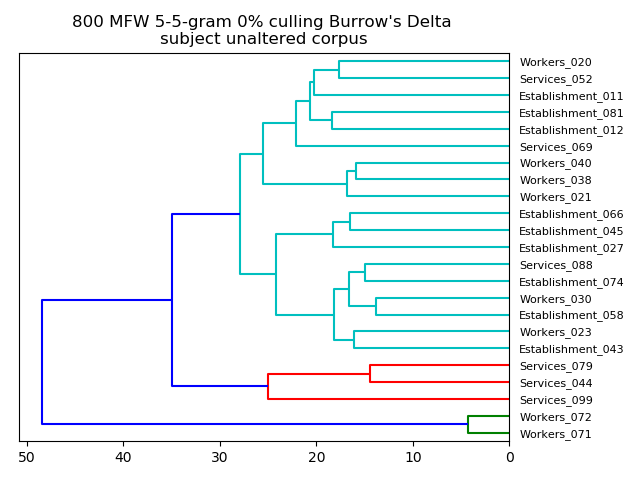 800 MFW 5-5-gram 0% culling Burrow's Delta
subject unaltered corpus
Workers_020
Services_052
Establishment_011
Establishment_081
Establishment_012
Services_069
Workers_040
Workers_038
Workers_021
Establishment_066
Establishment_045
Establishment_027
Services_088
Establishment_074
Workers_030
Establishment_058
Workers_023
Establishment_043
Services_079
Services_044
Services_099
Workers_072
Workers_071
50 40 30 20 10 0